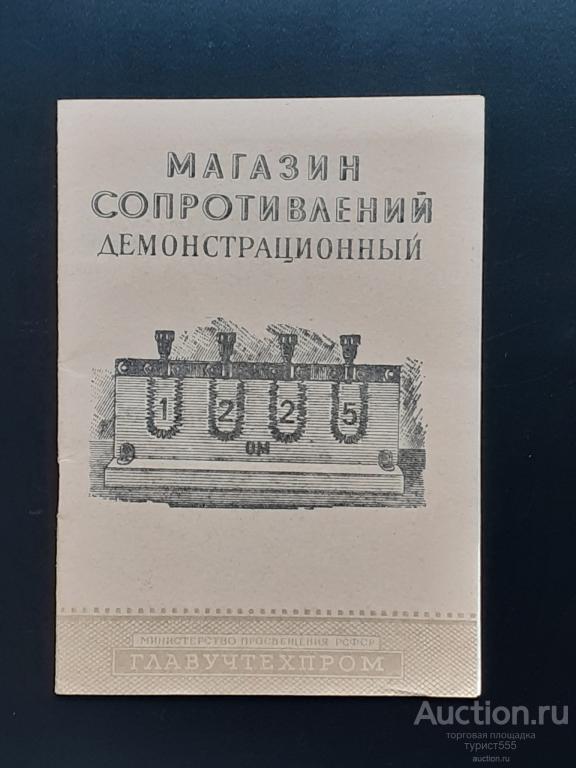 МАГАЗИН
СОПРОТИВЛЕНИЙ
ДЕМОНСТРАЦИОННЫЙ
1 2 2 5
ОМ
МИНИСТЕРСТВО ПРОСВЕЩЕНИЯ РСФСР
ГЛАВУЧТЕХПРОМ
Auction.ru
торговая площадка
турист555
auction.ru